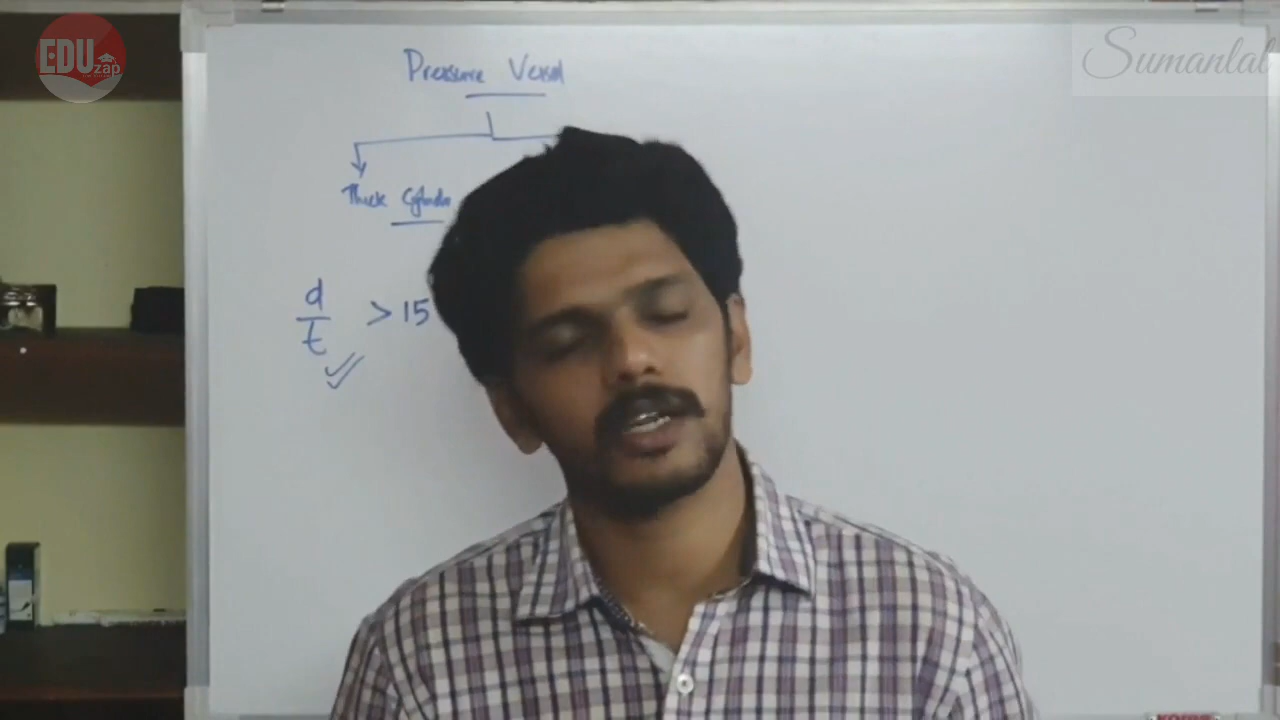 EDU
zap
Sumanlal
Pressure Vessel
Thick Cylinder
d
t
> 15